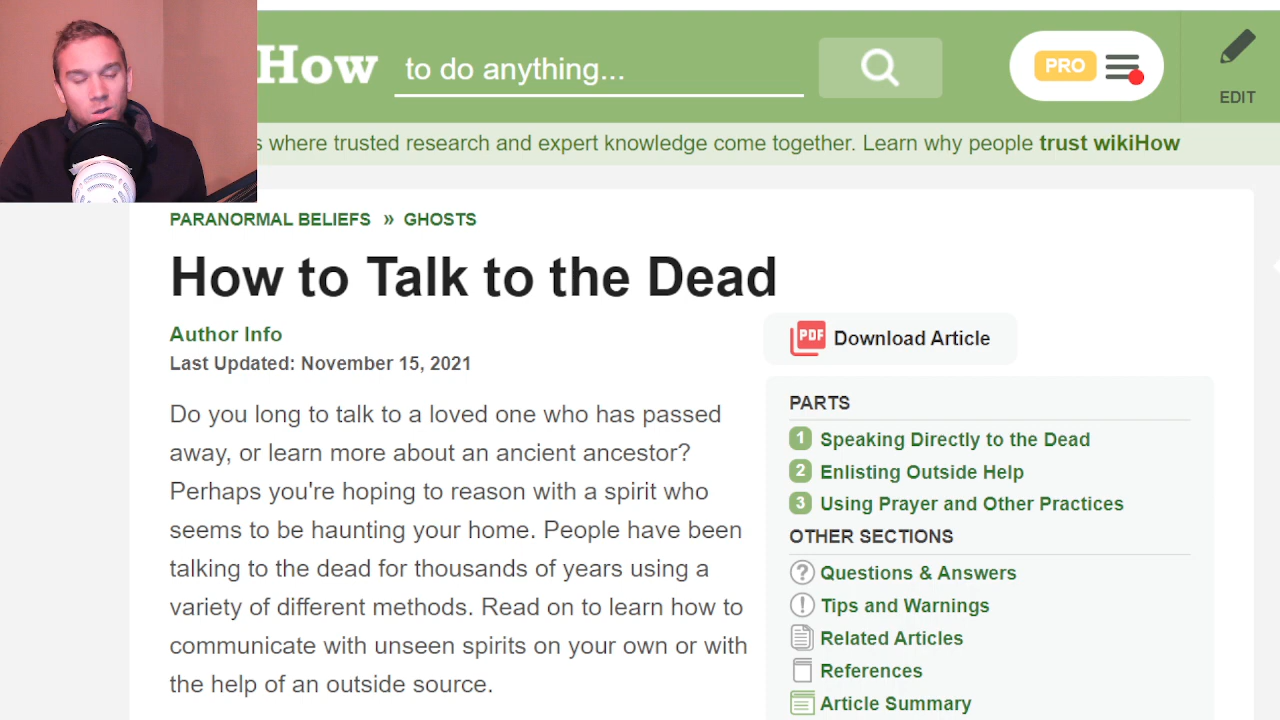 How to do anything...
PRO
EDIT
s where trusted research and expert knowledge come together. Learn why people trust wikiHow
PARANORMAL BELIEFS » GHOSTS
How to Talk to the Dead
Author Info
Last Updated: November 15, 2021
PDF Download Article
Do you long to talk to a loved one who has passed
away, or learn more about an ancient ancestor?
Perhaps you're hoping to reason with a spirit who
seems to be haunting your home. People have been
talking to the dead for thousands of years using a
variety of different methods. Read on to learn how to
communicate with unseen spirits on your own or with
the help of an outside source.
PARTS
1 Speaking Directly to the Dead
2 Enlisting Outside Help
3 Using Prayer and Other Practices
OTHER SECTIONS
? Questions & Answers
! Tips and Warnings
Related Articles
References
Article Summary